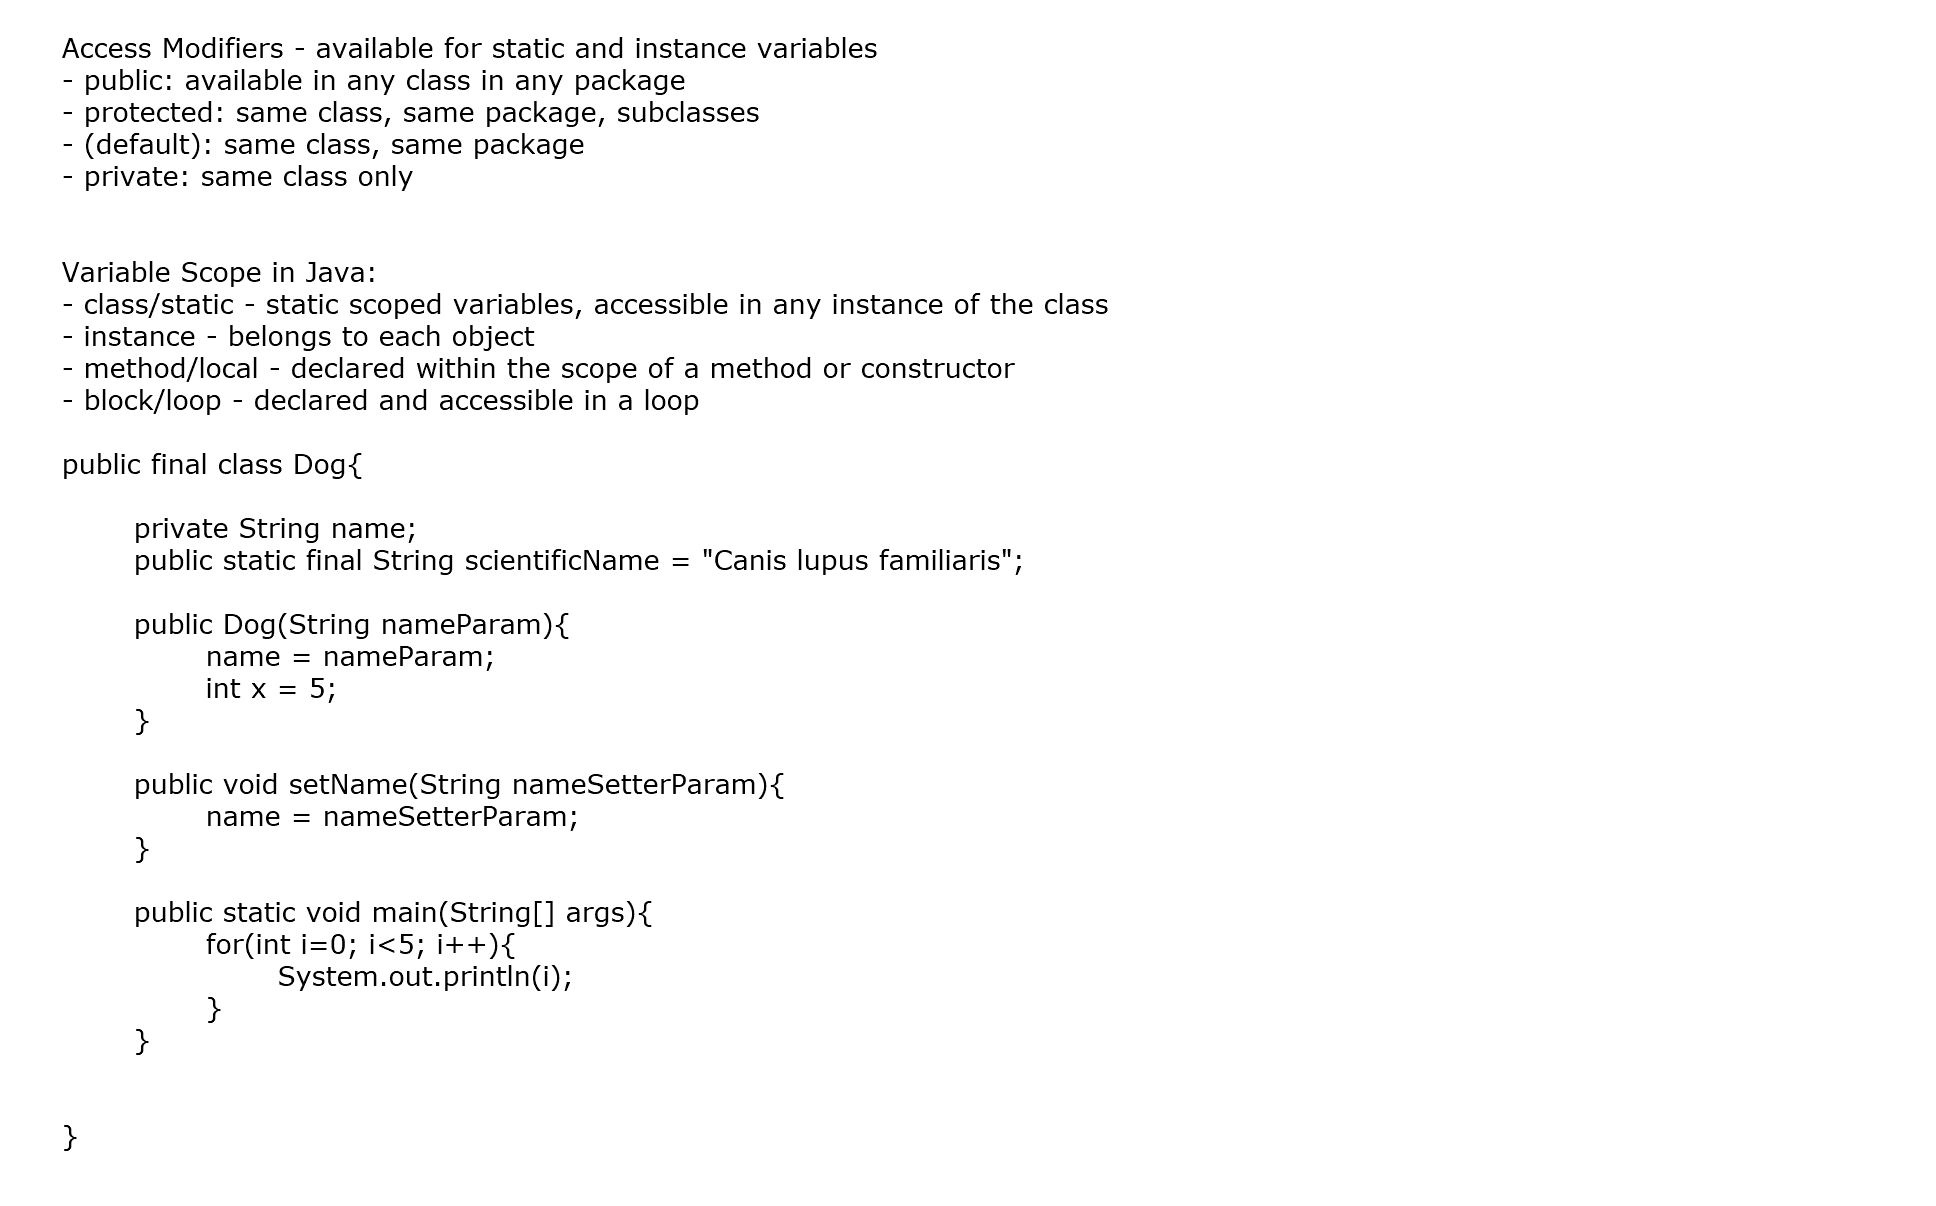 Access Modifiers - available for static and instance variables
- public: available in any class in any package
- protected: same class, same package, subclasses
- (default): same class, same package
- private: same class only
Variable Scope in Java:
- class/static - static scoped variables, accessible in any instance of the class
- instance - belongs to each object
- method/local - declared within the scope of a method or constructor
- block/loop - declared and accessible in a loop
public final class Dog{
private String name;
public static final String scientificName = "Canis lupus familiaris";
public Dog(String nameParam){
name = nameParam;
int x = 5;
}
public void setName(String nameSetterParam){
name = nameSetterParam;
}
public static void main(String[] args){
for(int i=0; i<5; i++){
System.out.println(i);
}
}
}